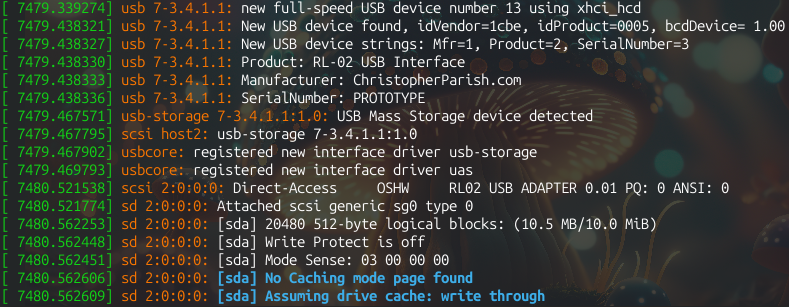 [ 7479.339274] usb 7-3.4.1.1: new full-speed USB device number 13 using xhci_hcd
[ 7479.438321] usb 7-3.4.1.1: New USB device found, idVendor=1cbe, idProduct=0005, bcdDevice= 1.00
[ 7479.438327] usb 7-3.4.1.1: New USB device strings: Mfr=1, Product=2, SerialNumber=3
[ 7479.438330] usb 7-3.4.1.1: Product: RL-02 USB Interface
[ 7479.438333] usb 7-3.4.1.1: Manufacturer: ChristopherParish.com
[ 7479.438336] usb 7-3.4.1.1: SerialNumber: PROTOTYPE
[ 7479.467571] usb-storage 7-3.4.1.1:1.0: USB Mass Storage device detected
[ 7479.467795] scsi host2: usb-storage 7-3.4.1.1:1.0
[ 7479.467902] usbcore: registered new interface driver usb-storage
[ 7479.469793] usbcore: registered new interface driver uas
[ 7480.521538] scsi 2:0:0:0: Direct-Access     OSHW     RL02 USB ADAPTER 0.01 PQ: 0 ANSI: 0
[ 7480.521774] sd 2:0:0:0: Attached scsi generic sg0 type 0
[ 7480.562253] sd 2:0:0:0: [sda] 20480 512-byte logical blocks: (10.5 MB/10.0 MiB)
[ 7480.562448] sd 2:0:0:0: [sda] Write Protect is off
[ 7480.562451] sd 2:0:0:0: [sda] Mode Sense: 03 00 00 00
[ 7480.562606] sd 2:0:0:0: [sda] No Caching mode page found
[ 7480.562609] sd 2:0:0:0: [sda] Assuming drive cache: write through